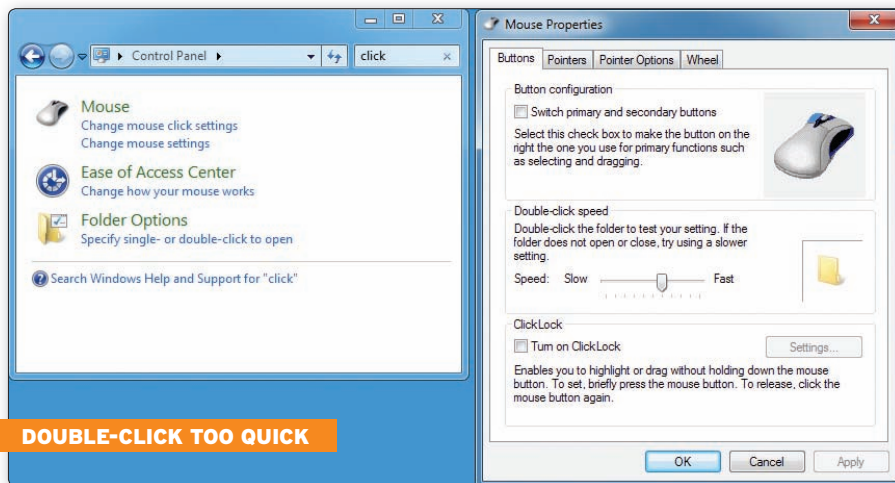 Control Panel
click
Mouse
Change mouse click settings
Change mouse settings
Ease of Access Center
Change how your mouse works
Folder Options
Specify single- or double-click to open
Search Windows Help and Support for "click"
DOUBLE-CLICK TOO QUICK
Mouse Properties
Buttons Pointers Pointer Options Wheel
Button configuration
Switch primary and secondary buttons
Select this check box to make the button on the
right the one you use for primary functions such
as selecting and dragging.
Double-click speed
Double-click the folder to test your setting. If the
folder does not open or close, try using a slower
setting.
Speed: Slow Fast
ClickLock
Turn on ClickLock
Settings...
Enables you to highlight or drag without holding down the mouse
button. To set, briefly press the mouse button. To release, click the
mouse button again.
OK Cancel Apply